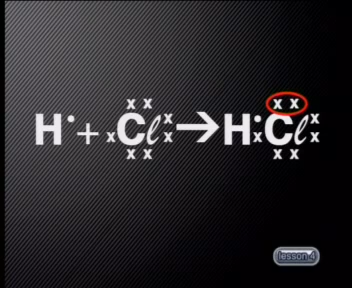 H· + Cl → H:Cl
lesson 4